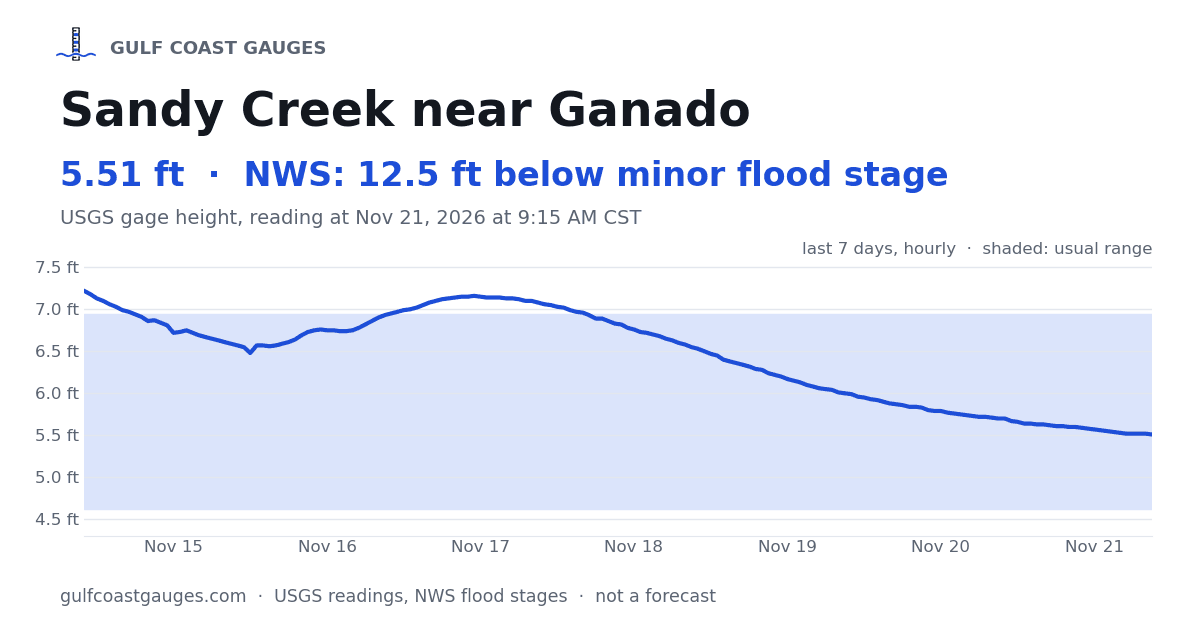 GULF COAST GAUGES
Sandy Creek near Ganado
5.51 ft · NWS: 12.5 ft below minor flood stage
USGS gage height, reading at Nov 21, 2026 at 9:15 AM CST
last 7 days, hourly · shaded: usual range
7.5 ft
7.0 ft
6.5 ft
6.0 ft
5.5 ft
5.0 ft
4.5 ft
Nov 15 Nov 16 Nov 17 Nov 18 Nov 19 Nov 20 Nov 21
gulfcoastgauges.com · USGS readings, NWS flood stages · not a forecast